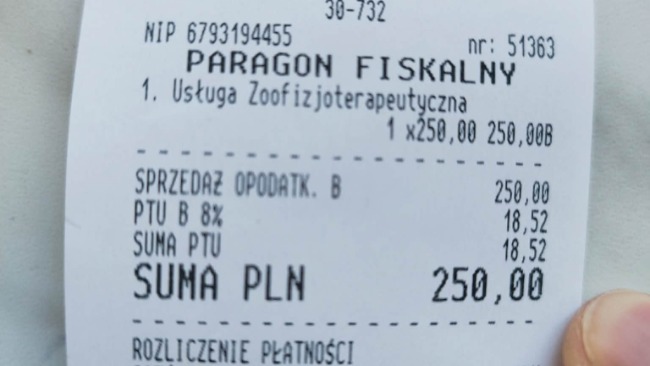 30-732
NIP 6793194455 nr: 51363
PARAGON FISKALNY
1. Usługa Zoofizjoterapeutyczna
1 x250,00 250,00B
SPRZEDAŻ OPODATK. B 250,00
PTU B 8% 18,52
SUMA PTU 18,52
SUMA PLN 250,00
ROZLICZENIE PŁATNOŚCI